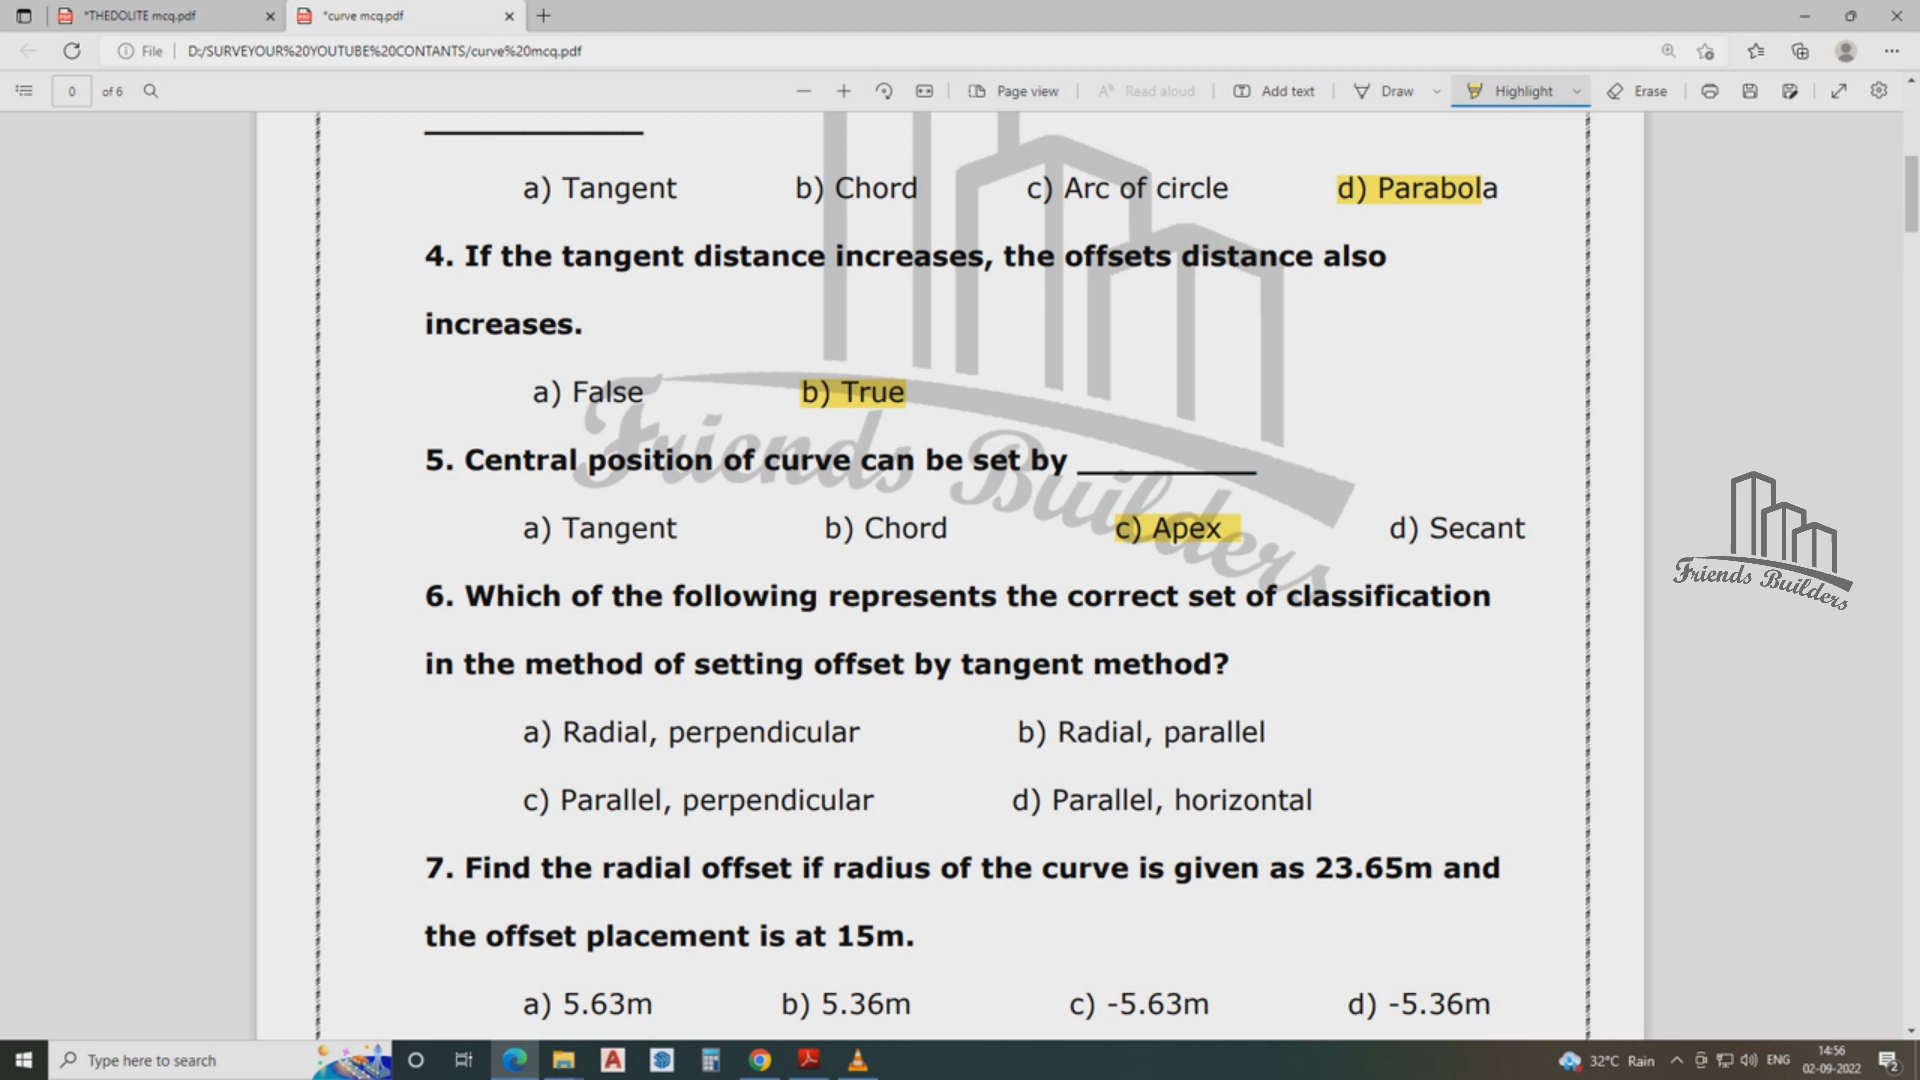 *THEDOLITE mcq.pdf
*curve mcq.pdf
File
D:/SURVEYOUR%20YOUTUBE%20CONTANTS/curve%20mcq.pdf
0 of 6
Page view
Read aloud
Add text
Draw
Highlight
Erase
a) Tangent b) Chord c) Arc of circle d) Parabola
4. If the tangent distance increases, the offsets distance also
increases.
a) False b) True
5. Central position of curve can be set by ____________
a) Tangent b) Chord c) Apex d) Secant
6. Which of the following represents the correct set of classification
in the method of setting offset by tangent method?
a) Radial, perpendicular b) Radial, parallel
c) Parallel, perpendicular d) Parallel, horizontal
7. Find the radial offset if radius of the curve is given as 23.65m and
the offset placement is at 15m.
a) 5.63m b) 5.36m c) -5.63m d) -5.36m
Friends Builders
Friends Builders
Type here to search
32°C Rain
ENG
14:56
02-09-2022
2